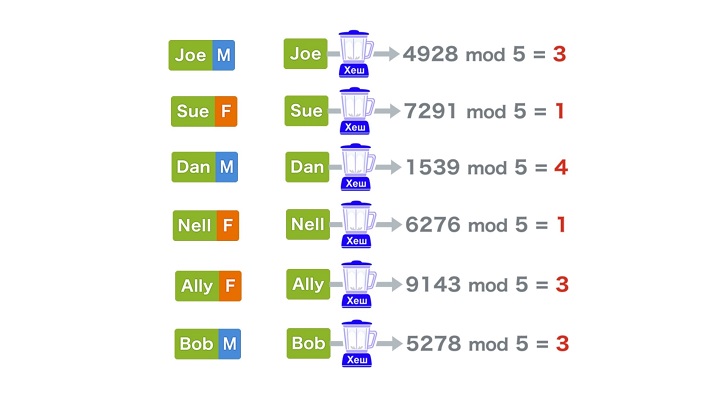 Joe M Joe Хеш 4928 mod 5 = 3
Sue F Sue Хеш 7291 mod 5 = 1
Dan M Dan Хеш 1539 mod 5 = 4
Nell F Nell Хеш 6276 mod 5 = 1
Ally F Ally Хеш 9143 mod 5 = 3
Bob M Bob Хеш 5278 mod 5 = 3